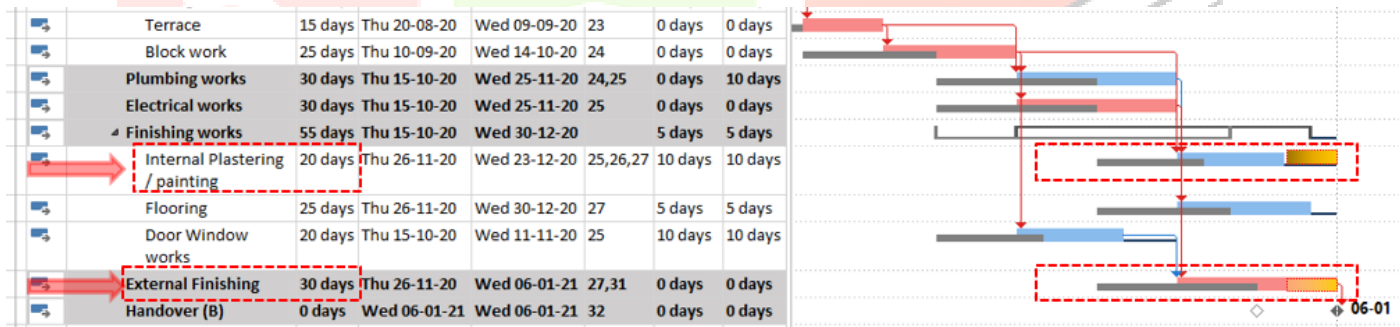 Terrace 15 days Thu 20-08-20 Wed 09-09-20 23 0 days 0 days
Block work 25 days Thu 10-09-20 Wed 14-10-20 24 0 days 0 days
Plumbing works 30 days Thu 15-10-20 Wed 25-11-20 24,25 0 days 10 days
Electrical works 30 days Thu 15-10-20 Wed 25-11-20 25 0 days 0 days
Finishing works 55 days Thu 15-10-20 Wed 30-12-20 5 days 5 days
Internal Plastering 20 days Thu 26-11-20 Wed 23-12-20 25,26,27 10 days 10 days
/ painting
Flooring 25 days Thu 26-11-20 Wed 30-12-20 27 5 days 5 days
Door Window 20 days Thu 15-10-20 Wed 11-11-20 25 10 days 10 days
works
External Finishing 30 days Thu 26-11-20 Wed 06-01-21 27,31 0 days 0 days
Handover (B) 0 days Wed 06-01-21 Wed 06-01-21 32 0 days 0 days 06-01